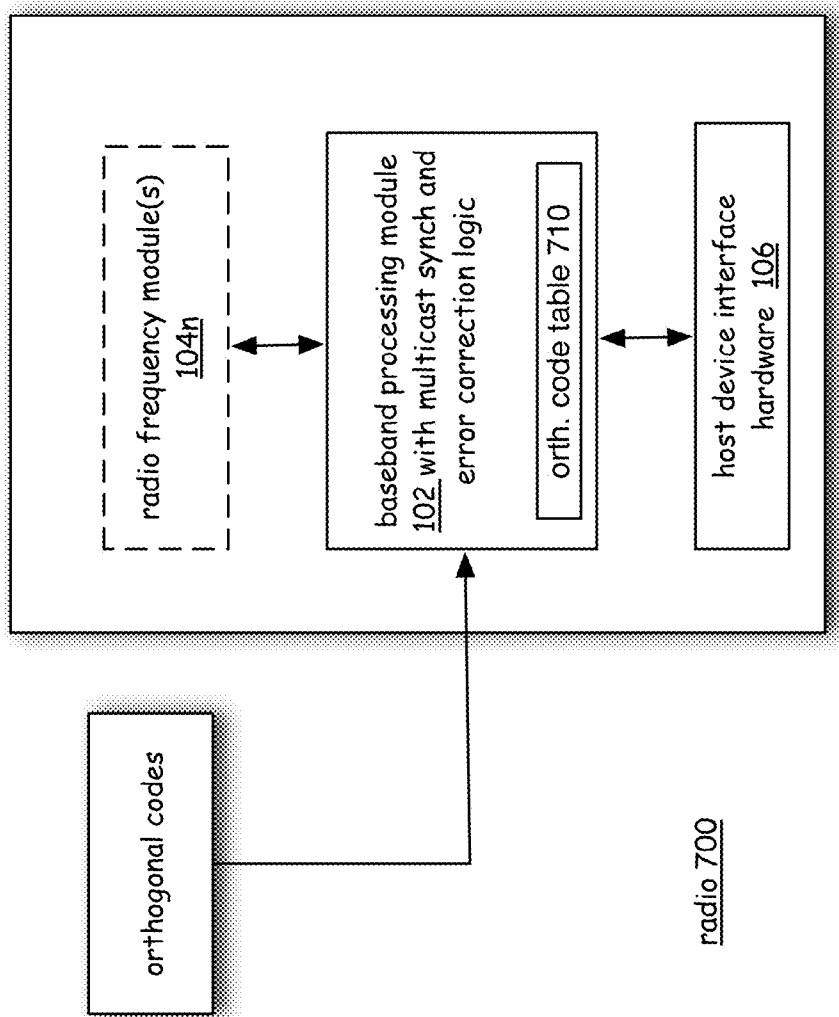 orthogonal codes
radio 700
radio frequency module(s)
104n
baseband processing module
102 with multicast synch and
error correction logic
orth. code table 710
host device interface
hardware 106